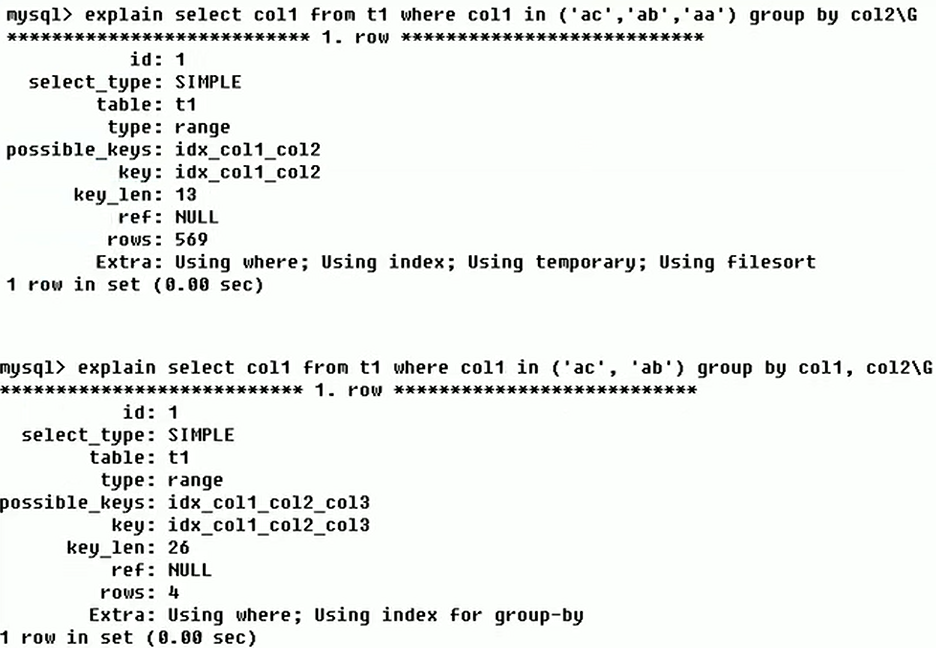 mysql> explain select col1 from t1 where col1 in ('ac','ab','aa') group by col2\G
*************************** 1. row ***************************
id: 1
select_type: SIMPLE
table: t1
type: range
possible_keys: idx_col1_col2
key: idx_col1_col2
key_len: 13
ref: NULL
rows: 569
Extra: Using where; Using index; Using temporary; Using filesort
1 row in set (0.00 sec)
mysql> explain select col1 from t1 where col1 in ('ac', 'ab') group by col1, col2\G
*************************** 1. row ***************************
id: 1
select_type: SIMPLE
table: t1
type: range
possible_keys: idx_col1_col2_col3
key: idx_col1_col2_col3
key_len: 26
ref: NULL
rows: 4
Extra: Using where; Using index for group-by
1 row in set (0.00 sec)